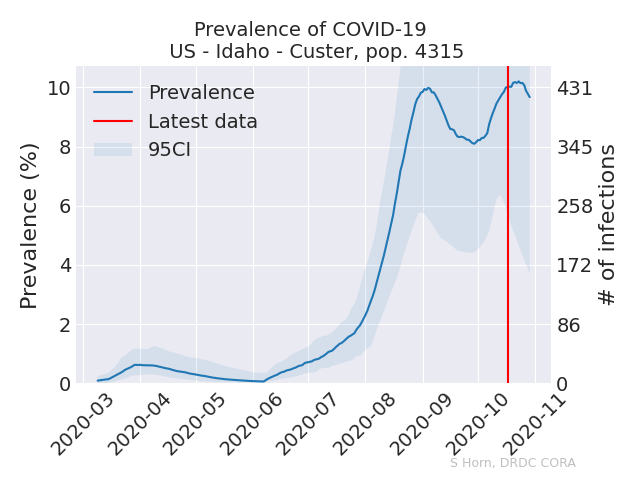 Prevalence of COVID-19
US - Idaho - Custer, pop. 4315
Prevalence
Latest data
95CI
Prevalence (%)
10
8
6
4
2
0
431
345
258
172
86
0
# of infections
2020-03
2020-04
2020-05
2020-06
2020-07
2020-08
2020-09
2020-10
2020-11
S Horn, DRDC CORA